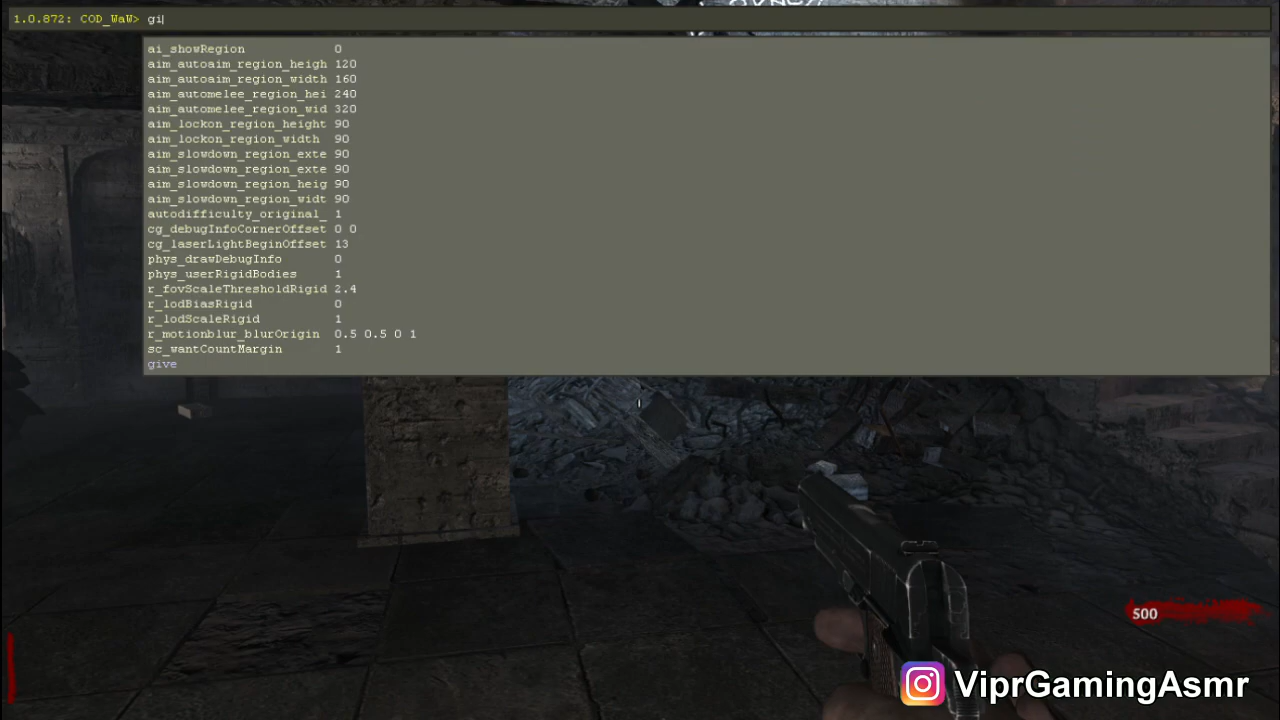 1.0.872: COD_WaW> gi
ai_showRegion 0
aim_autoaim_region_heigh 120
aim_autoaim_region_width 160
aim_automelee_region_hei 240
aim_automelee_region_wid 320
aim_lockon_region_height 90
aim_lockon_region_width 90
aim_slowdown_region_exte 90
aim_slowdown_region_exte 90
aim_slowdown_region_heig 90
aim_slowdown_region_widt 90
autodifficulty_original_ 1
cg_debugInfoCornerOffset 0 0
cg_laserLightBeginOffset 13
phys_drawDebugInfo 0
phys_userRigidBodies 1
r_fovScaleThresholdRigid 2.4
r_lodBiasRigid 0
r_lodScaleRigid 1
r_motionblur_blurOrigin 0.5 0.5 0 1
sc_wantCountMargin 1
give
500
ViprGamingAsmr